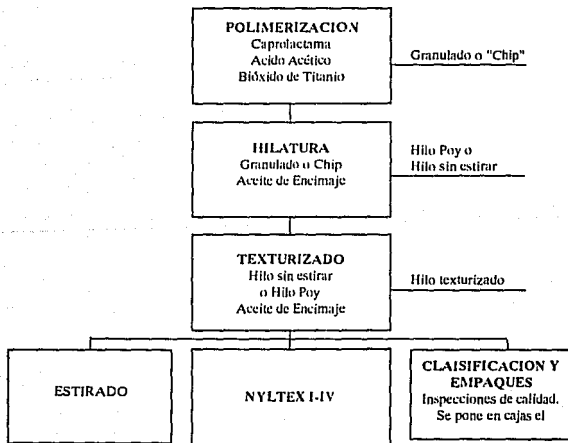 POLIMERIZACION
Caprolactama
Acido Acético
Bióxido de Titanio
Granulado o "Chip"
HILATURA
Granulado o Chip
Aceite de Encimaje
Hilo Poy o
Hilo sin estirar
TEXTURIZADO
Hilo sin estirar
o Hilo Poy
Aceite de Encimaje
Hilo texturizado
ESTIRADO
NYLTEX I-IV
CLAISIFICACION Y
EMPAQUES
Inspecciones de calidad.
Se pone en cajas el